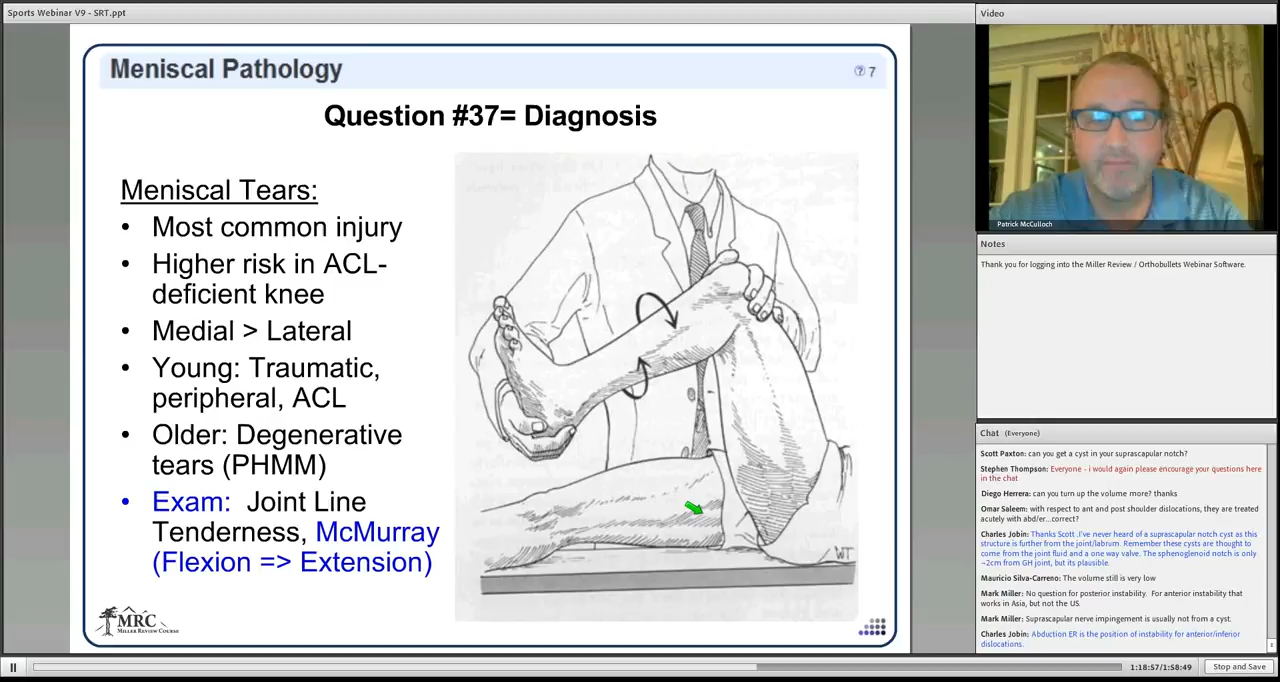 Sports Webinar V9 - SRT.ppt
Meniscal Pathology
7
Question #37= Diagnosis
Meniscal Tears:
• Most common injury
• Higher risk in ACL-
deficient knee
• Medial > Lateral
• Young: Traumatic,
peripheral, ACL
• Older: Degenerative
tears (PHMM)
• Exam: Joint Line
Tenderness, McMurray
(Flexion => Extension)
WT
MRC
MILLER REVIEW COURSE
Video
Patrick McCulloch
Notes
Thank you for logging into the Miller Review / Orthobullets Webinar Software.
Chat (Everyone)
Scott Paxton: can you get a cyst in your suprascapular notch?
Stephen Thompson: Everyone - i would again please encourage your questions here
in the chat
Diego Herrera: can you turn up the volume more? thanks
Omar Saleem: with respect to ant and post shoulder dislocations, they are treated
acutely with abd/er...correct?
Charles Jobin: Thanks Scott .I've never heard of a suprascapular notch cyst as this
structure is further from the joint/labrum. Remember these cysts are thought to
come from the joint fluid and a one way valve. The sphenoglenoid notch is only
~2cm from GH joint, but its plausible.
Mauricio Silva-Carreno: The volume still is very low
Mark Miller: No question for posterior instability. For anterior instability that
works in Asia, but not the US.
Mark Miller: Suprascapular nerve impingement is usually not from a cyst.
Charles Jobin: Abduction ER is the position of instability for anterior/inferior
dislocations.
1:18:57/1:58:49
Stop and Save